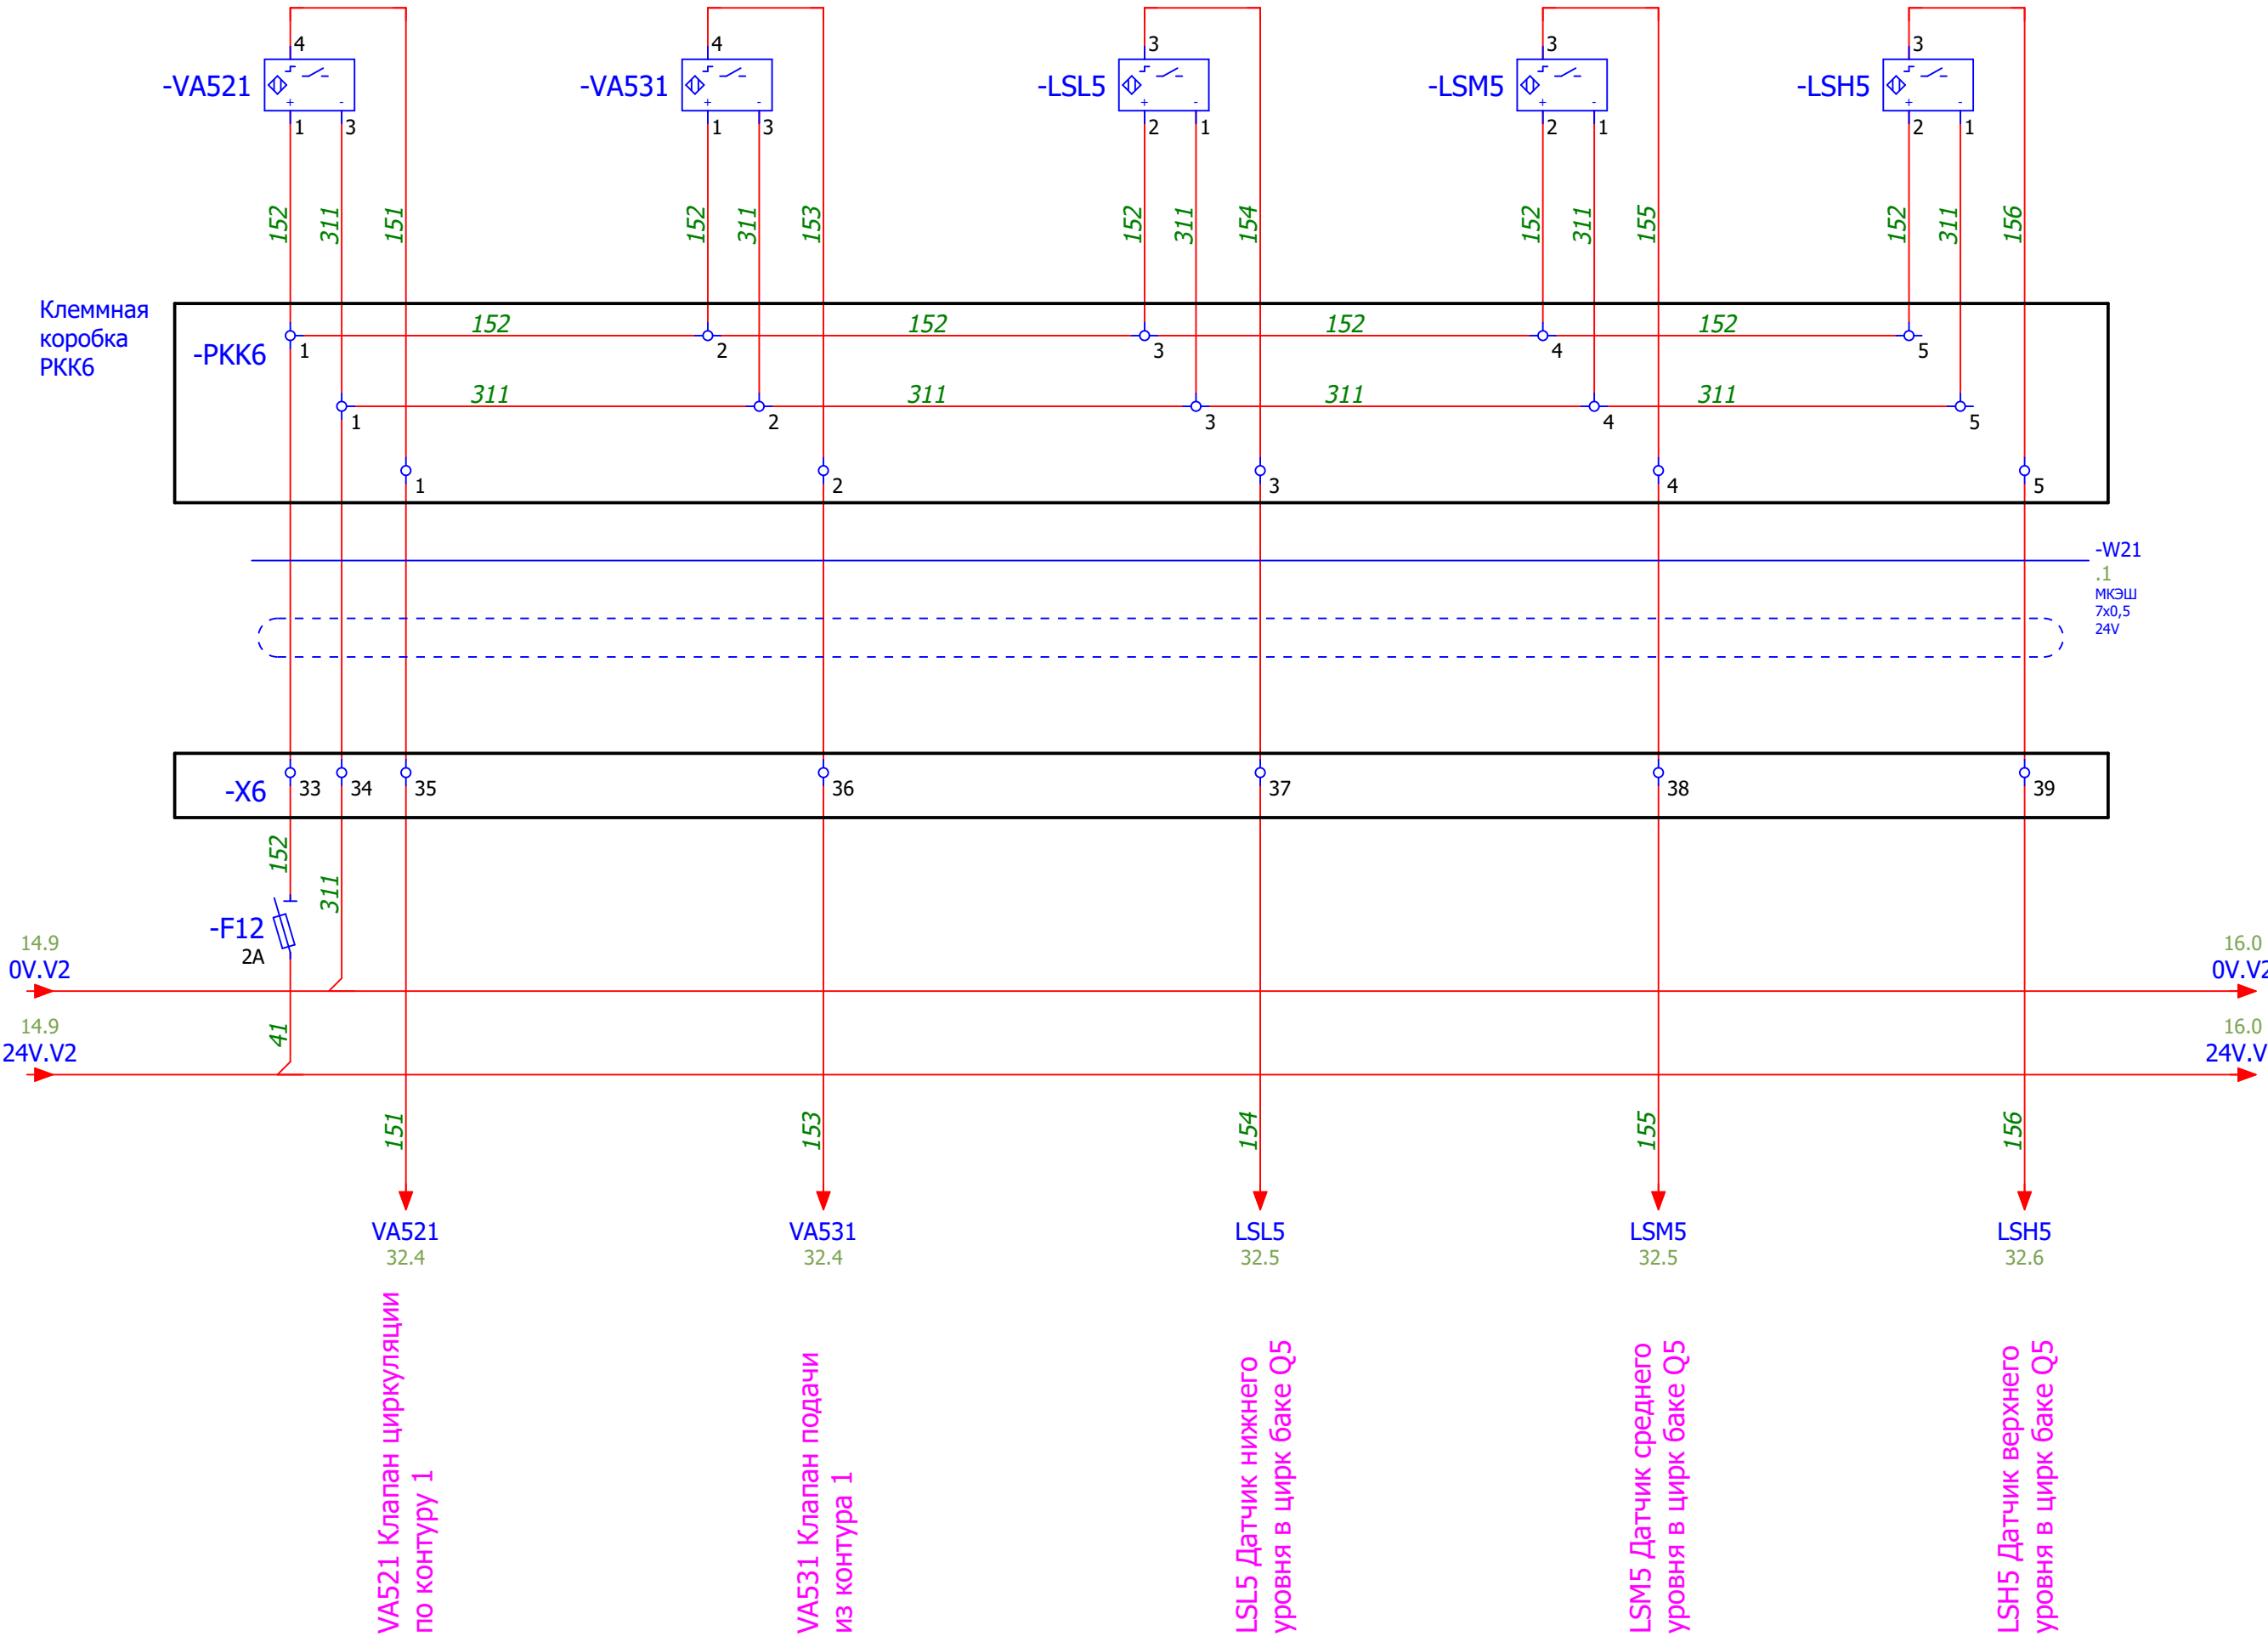 4
4
3
3
3
-VA521
-VA531
-LSL5
-LSM5
-LSH5
+ -
+ -
+ -
+ -
+ -
1 3
1 3
2 1
2 1
2 1
152 311 151
152 311 153
152 311 154
152 311 155
152 311 156
Клеммная
коробка
РКК6
-РКК6
152 152 152 152
1 2 3 4 5
311 311 311 311
1 2 3 4 5
1 2 3 4 5
-W21
.1
МКЭШ
7x0,5
24V
-X6
33 34 35 36 37 38 39
152
311
-F12
2A
14.9
0V.V2
16.0
0V.V2
41
14.9
24V.V2
16.0
24V.V
151 153 154 155 156
VA521
32.4
VA531
32.4
LSL5
32.5
LSM5
32.5
LSH5
32.6
VA521 Клапан циркуляции
по контуру 1
VA531 Клапан подачи
из контура 1
LSL5 Датчик нижнего
уровня в цирк баке Q5
LSM5 Датчик среднего
уровня в цирк баке Q5
LSH5 Датчик верхнего
уровня в цирк баке Q5